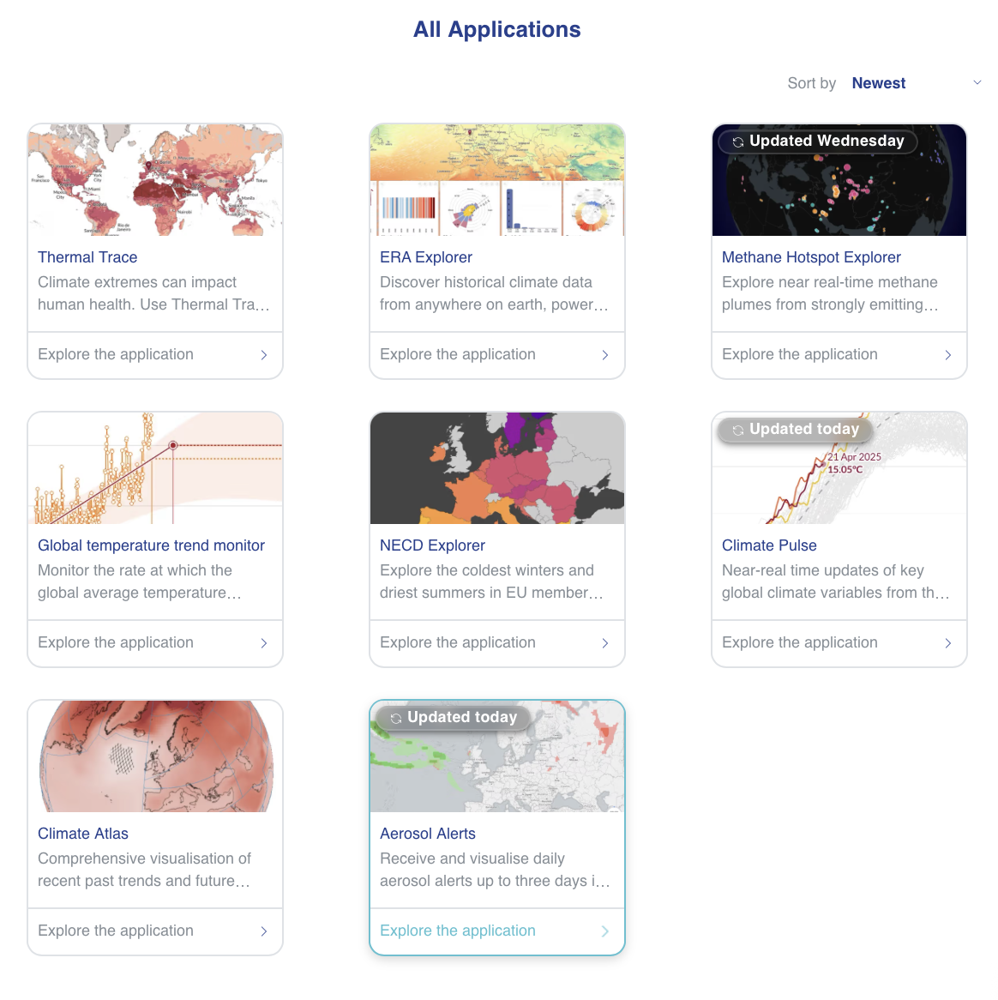 All Applications
Sort by Newest
Updated Wednesday
Thermal Trace
Climate extremes can impact
human health. Use Thermal Tra...
Explore the application
ERA Explorer
Discover historical climate data
from anywhere on earth, power...
Explore the application
Methane Hotspot Explorer
Explore near real-time methane
plumes from strongly emitting...
Explore the application
Global temperature trend monitor
Monitor the rate at which the
global average temperature...
Explore the application
NECD Explorer
Explore the coldest winters and
driest summers in EU member...
Explore the application
Updated today
21 Apr 2025
15.05°C
Climate Pulse
Near-real time updates of key
global climate variables from th...
Explore the application
Climate Atlas
Comprehensive visualisation of
recent past trends and future...
Explore the application
Updated today
Aerosol Alerts
Receive and visualise daily
aerosol alerts up to three days i...
Explore the application